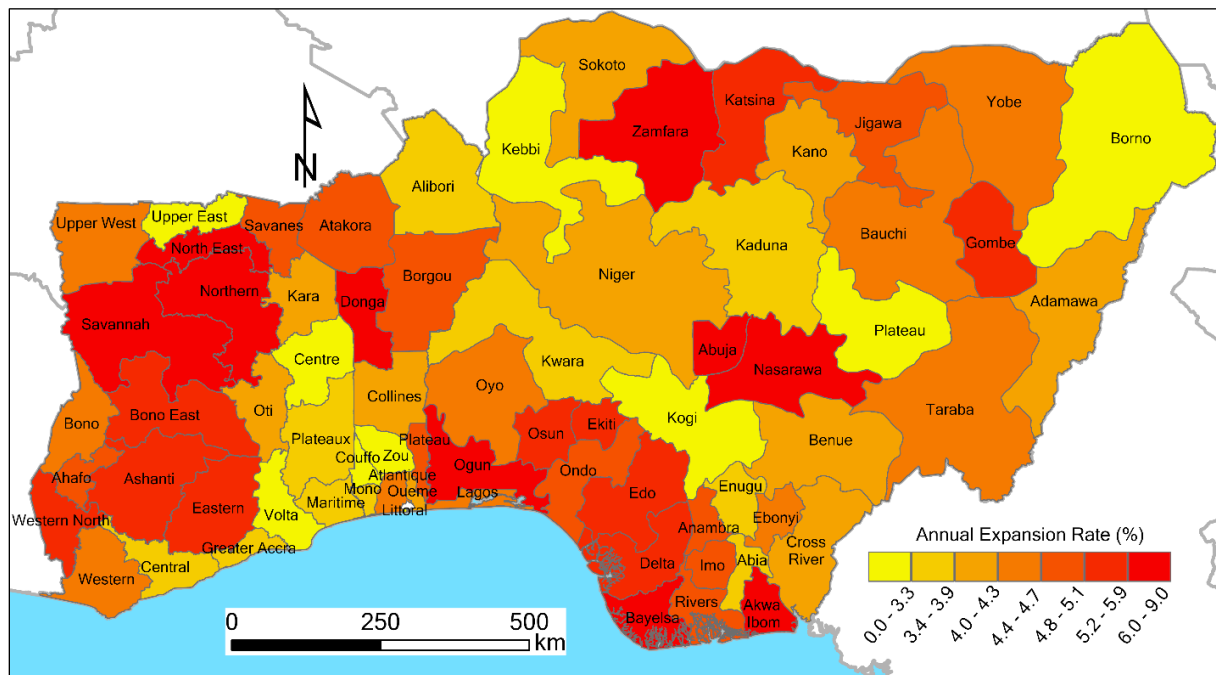 Sokoto
Katsina
Yobe
Zamfara
Jigawa
Borno
Kebbi
Kano
N
Alibori
Upper West
Upper East
Savanes
Atakora
Kaduna
Bauchi
Gombe
North East
Borgou
Niger
Northern
Kara
Donga
Adamawa
Savannah
Plateau
Centre
Abuja
Kwara
Nasarawa
Oyo
Collines
Bono East
Oti
Bono
Kogi
Taraba
Osun
Ekiti
Benue
Plateaux
Plateau
Couffo
Zou
Ogun
Ahafo
Ashanti
Atlantique
Ondo
Enugu
Mono
Oueme
Lagos
Edo
Eastern
Maritime
Littoral
Volta
Ebonyi
Western North
Anambra
Annual Expansion Rate (%)
Greater Accra
Cross
River
Central
Delta
Imo
Abia
Western
Rivers
Akwa
Ibom
Bayelsa
0.0 - 3.3
3.4 - 3.9
4.0 - 4.3
4.4 - 4.7
4.8 - 5.1
5.2 - 5.9
6.0 - 9.0
0 250 500
km